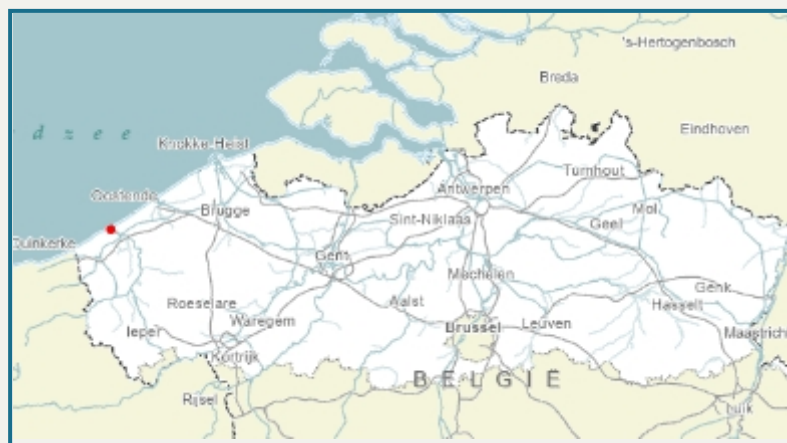 's-Hertogenbosch
Breda
d z e e
Eindhoven
Knokke-Heist
Turnhout
Oostende
Antwerpen
Mol
Brugge
Sint-Niklaas
Geel
Duinkerke
Gent
Mechelen
Genk
Roeselare
Aalst
Hasselt
Waregem
Ieper
Brussel
Leuven
Maastrich
Kortrijk
BELGIË
Rijsel
Luik